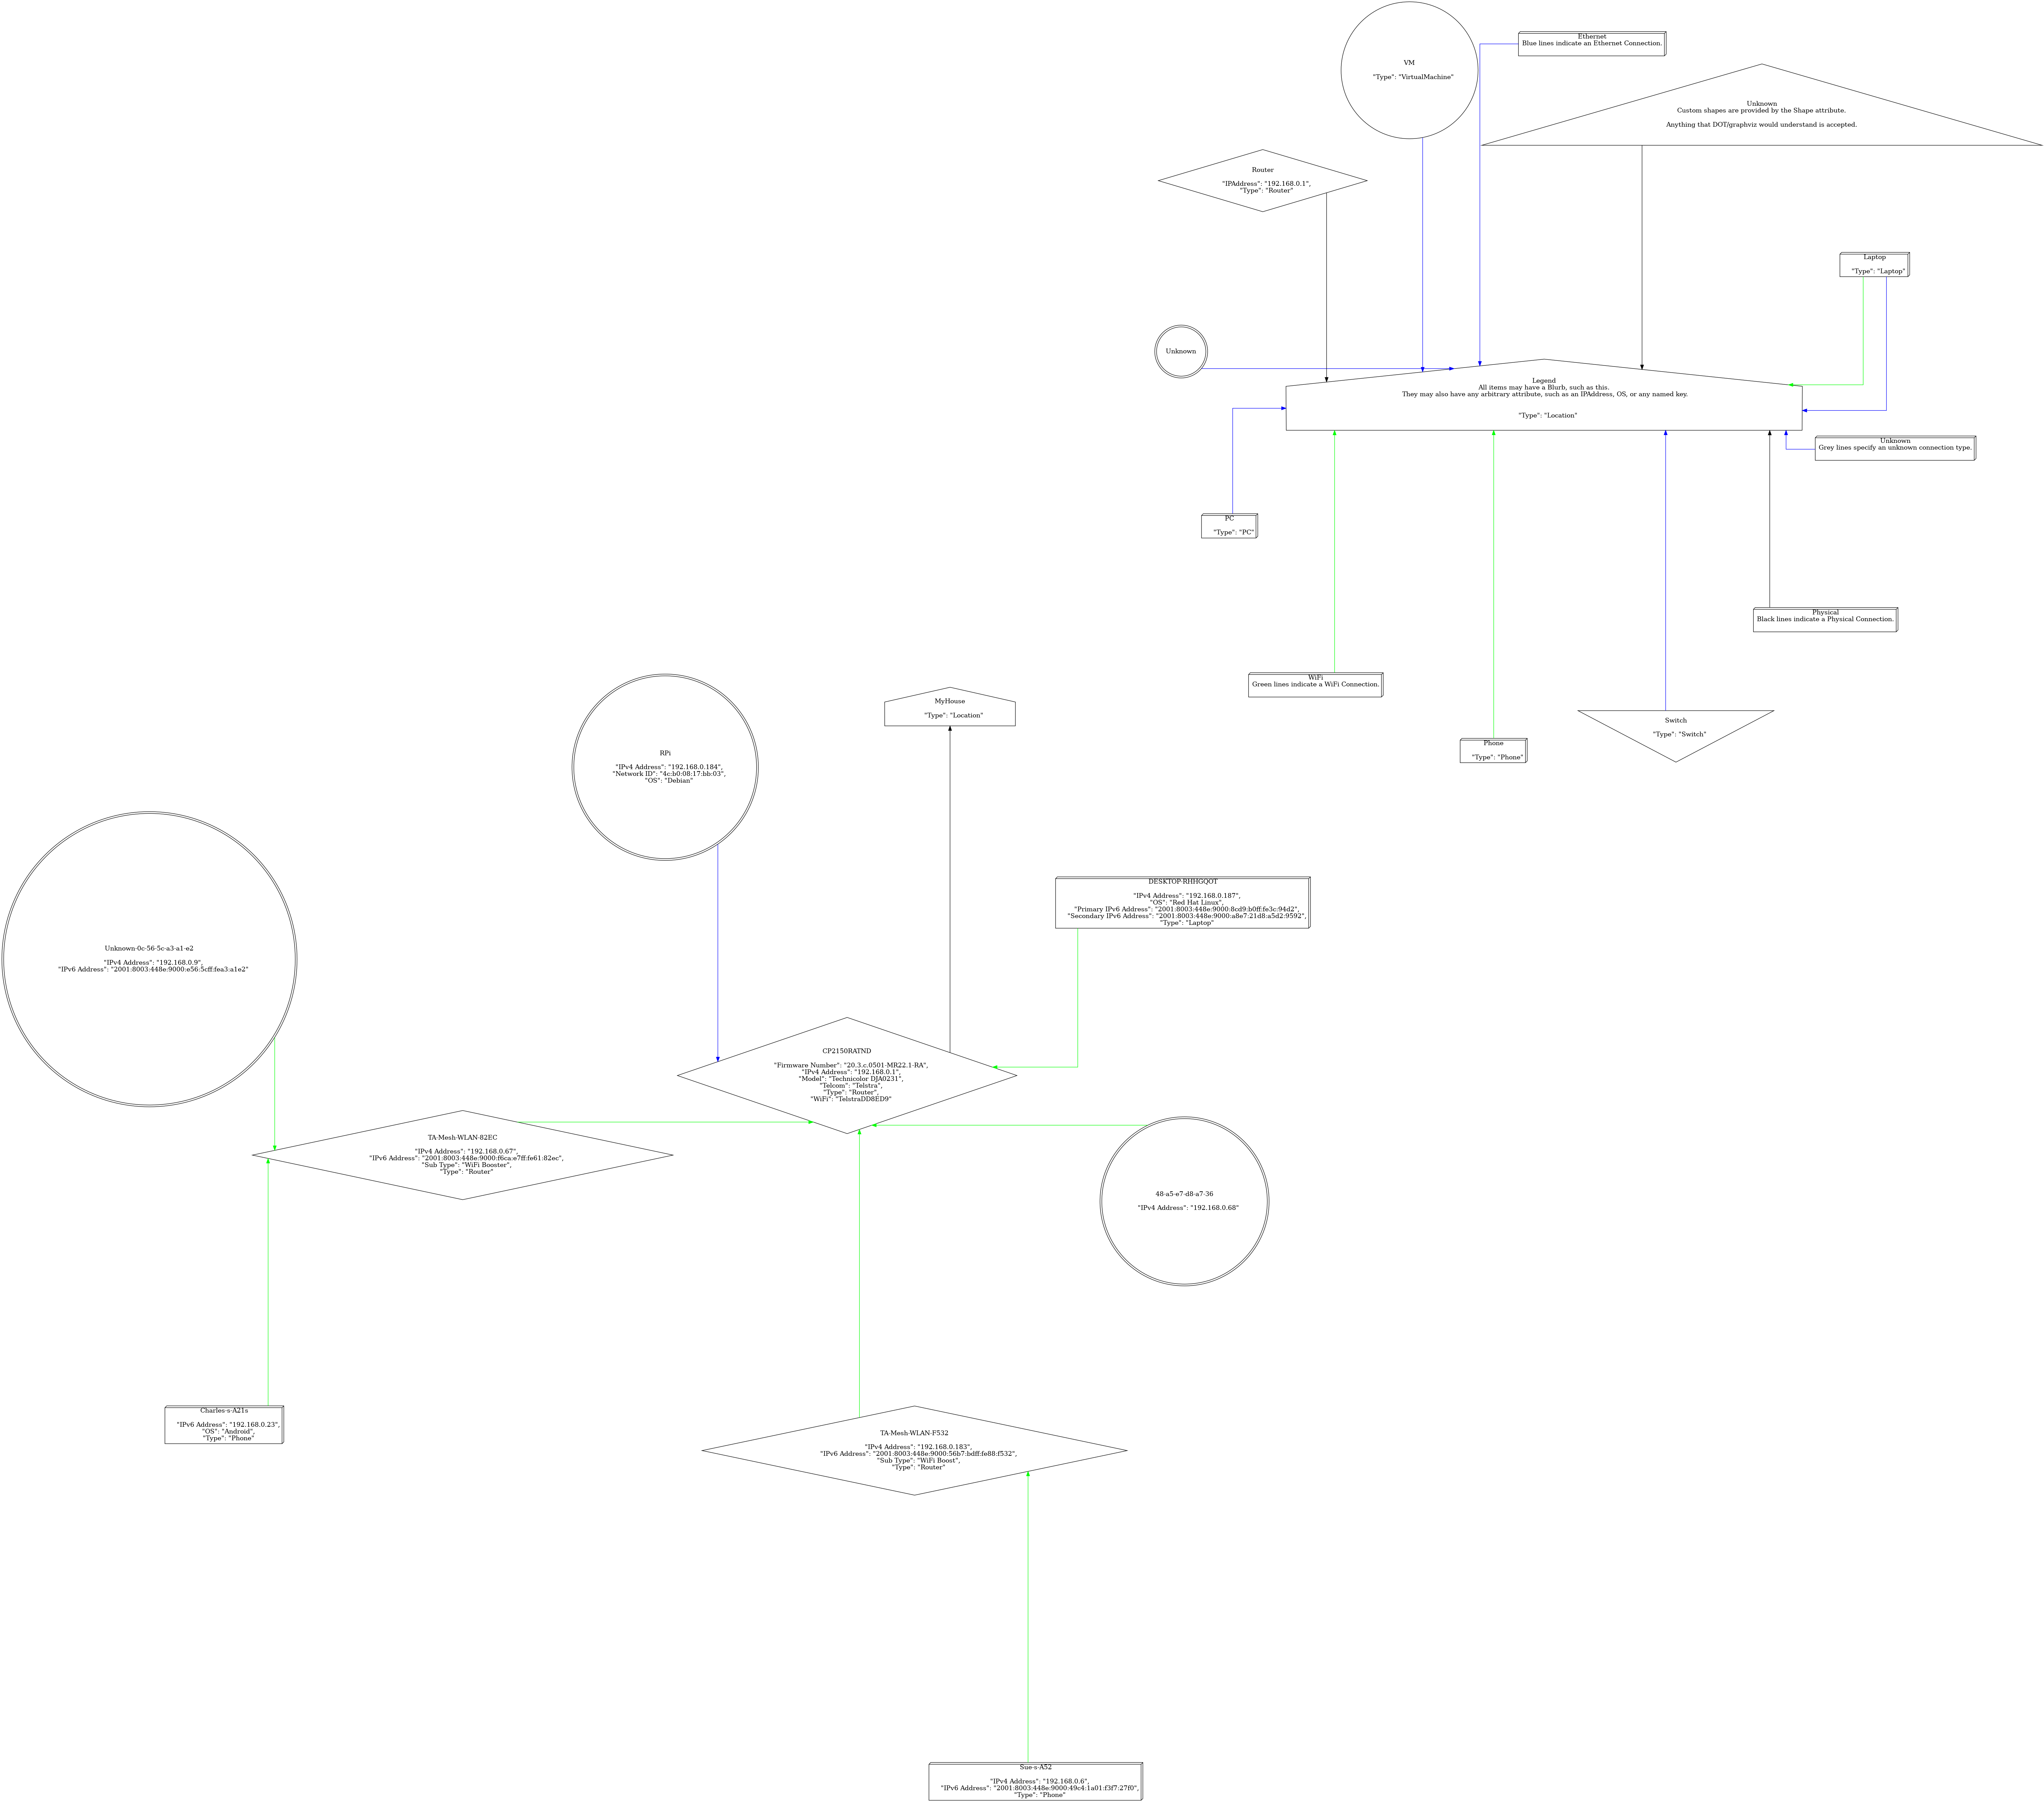 VM
"Type": "VirtualMachine"
Ethernet
Blue lines indicate an Ethernet Connection.
Unknown
Custom shapes are provided by the Shape attribute.
Anything that DOT/graphviz would understand is accepted.
Router
"IPAddress": "192.168.0.1",
"Type": "Router"
Laptop
"Type": "Laptop"
Unknown
Legend
All items may have a Blurb, such as this.
They may also have any arbitrary attribute, such as an IPAddress, OS, or any named key.
"Type": "Location"
Unknown
Grey lines specify an unknown connection type.
PC
"Type": "PC"
Physical
Black lines indicate a Physical Connection.
WiFi
Green lines indicate a WiFi Connection.
Switch
"Type": "Switch"
Phone
"Type": "Phone"
MyHouse
"Type": "Location"
RPi
"IPv4 Address": "192.168.0.184",
"Network ID": "4c:b0:08:17:bb:03",
"OS": "Debian"
DESKTOP-RHHGQOT
"IPv4 Address": "192.168.0.187",
"OS": "Red Hat Linux",
"Primary IPv6 Address": "2001:8003:448e:9000:8cd9:b0ff:fe3c:94d2",
"Secondary IPv6 Address": "2001:8003:448e:9000:a8e7:21d8:a5d2:9592",
"Type": "Laptop"
Unknown-0c-56-5c-a3-a1-e2
"IPv4 Address": "192.168.0.9",
"IPv6 Address": "2001:8003:448e:9000:e56:5cff:fea3:a1e2"
CP2150RATND
"Firmware Number": "20.3.c.0501-MR22.1-RA",
"IPv4 Address": "192.168.0.1",
"Model": "Technicolor DJA0231",
"Telcom": "Telstra",
"Type": "Router",
"WiFi": "TelstraDD8ED9"
TA-Mesh-WLAN-82EC
"IPv4 Address": "192.168.0.67",
"IPv6 Address": "2001:8003:448e:9000:f6ca:e7ff:fe61:82ec",
"Sub Type": "WiFi Booster",
"Type": "Router"
48-a5-e7-d8-a7-36
"IPv4 Address": "192.168.0.68"
Charles-s-A21s
"IPv6 Address": "192.168.0.23",
"OS": "Android",
"Type": "Phone"
TA-Mesh-WLAN-F532
"IPv4 Address": "192.168.0.183",
"IPv6 Address": "2001:8003:448e:9000:56b7:bdff:fe88:f532",
"Sub Type": "WiFi Boost",
"Type": "Router"
Sue-s-A52
"IPv4 Address": "192.168.0.6",
"IPv6 Address": "2001:8003:448e:9000:49c4:1a01:f3f7:27f0",
"Type": "Phone"